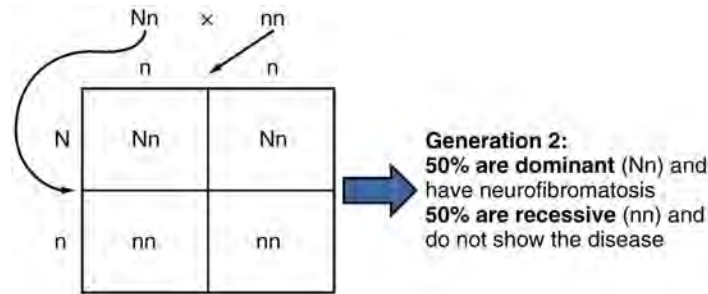 Nn × nn
n n
N Nn Nn
n nn nn
Generation 2:
50% are dominant (Nn) and
have neurofibromatosis
50% are recessive (nn) and
do not show the disease